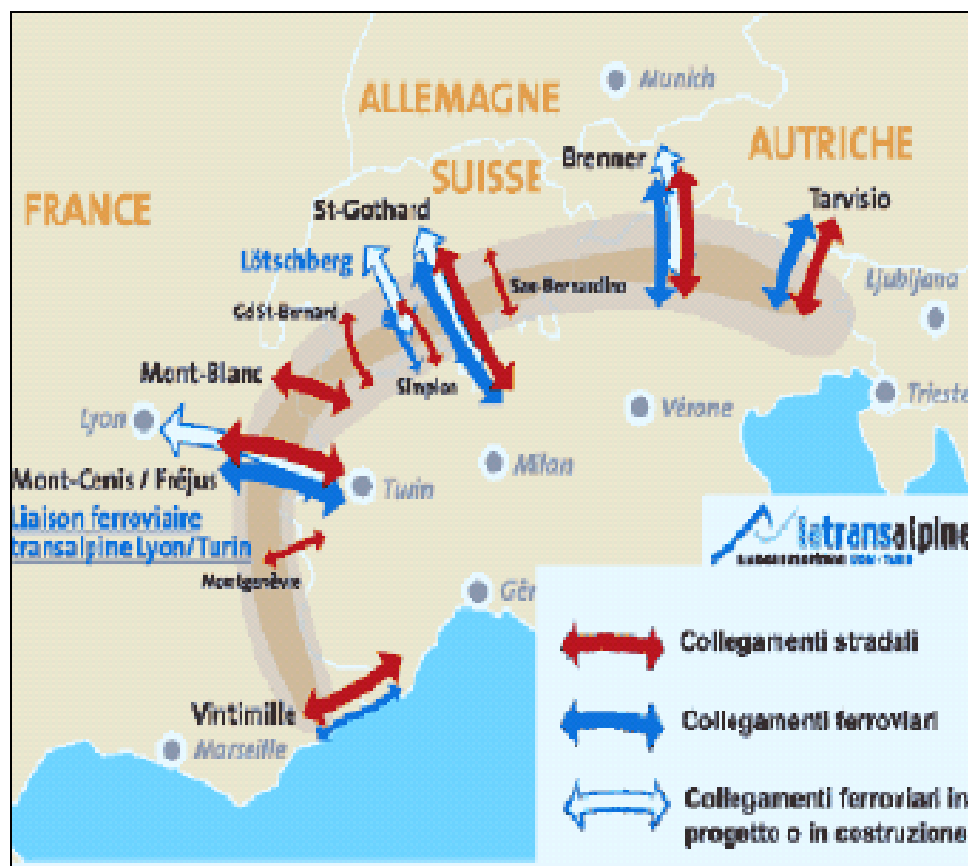 Munich
ALLEMAGNE
AUTRICHE
Brenner
SUISSE
FRANCE
St-Gothard
Tarvisio
Lötschberg
Ljubljana
San-Bernardino
Gd St-Bernard
Mont-Blanc
Simplon
Lyon
Vérone
Trieste
Milan
Mont-Cenis / Fréjus
Turin
Liaison ferroviaire
transalpine Lyon/Turin
latransalpine
Montgenèvre
Gên
Collegamenti stradali
Vintimille
Collegamenti ferroviari
Marseille
Collegamenti ferroviari in
progetto o in costruzione